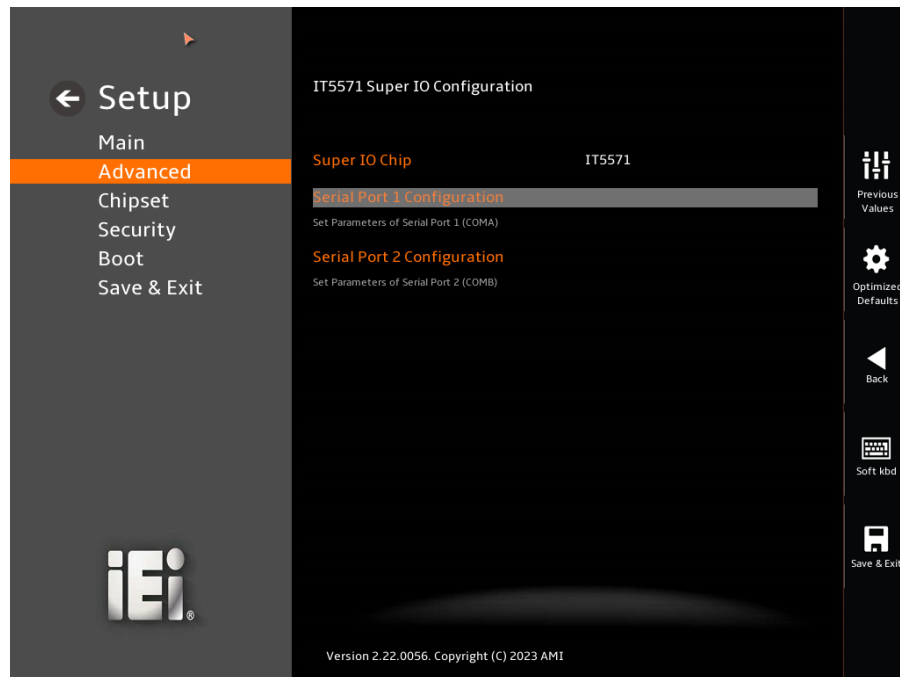 Setup
Main
Advanced
Chipset
Security
Boot
Save & Exit
iEi®
IT5571 Super IO Configuration
Super IO Chip IT5571
Serial Port 1 Configuration
Set Parameters of Serial Port 1 (COMA)
Serial Port 2 Configuration
Set Parameters of Serial Port 2 (COMB)
Version 2.22.0056. Copyright (C) 2023 AMI
Previous
Values
Optimized
Defaults
Back
Soft kbd
Save & Exit